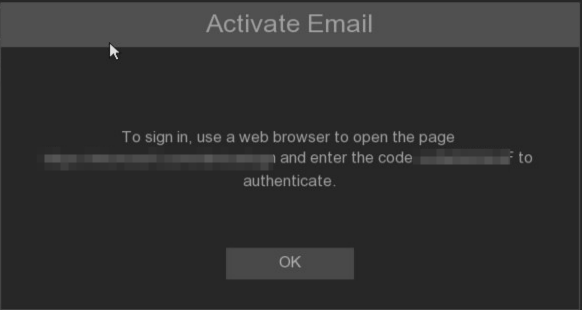 Activate Email
To sign in, use a web browser to open the page
and enter the code to
authenticate.
OK